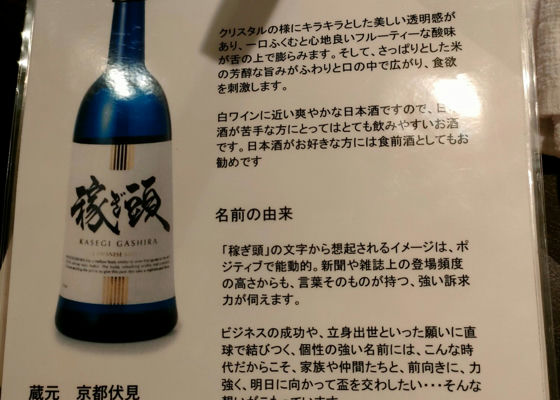 クリスタルの様にキラキラとした美しい透明感が
あり、一口ふくむと心地良いフルーティーな酸味
が舌の上で膨らみます。そして、さっぱりとした米
の芳醇な旨みがふわりと口の中で広がり、食欲
を刺激します。
白ワインに近い爽やかな日本酒ですので、日
酒が苦手な方にとってはとても飲みやすいお酒
です。日本酒がお好きな方には食前酒としてもお
勧めです
名前の由来
「稼ぎ頭」の文字から想起されるイメージは、ポ
ジティブで能動的。新聞や雑誌上の登場頻度
の高さからも、言葉そのものが持つ、強い訴求
力が伺えます。
ビジネスの成功や、立身出世といった願いに直
球で結びつく、個性の強い名前には、こんな時
代だからこそ、家族や仲間たちと、前向きに、力
強く、明日に向かって盃を交わしたい・・・そんな
稼ぎ頭
KASEGI GASHIRA
蔵元 京都伏見